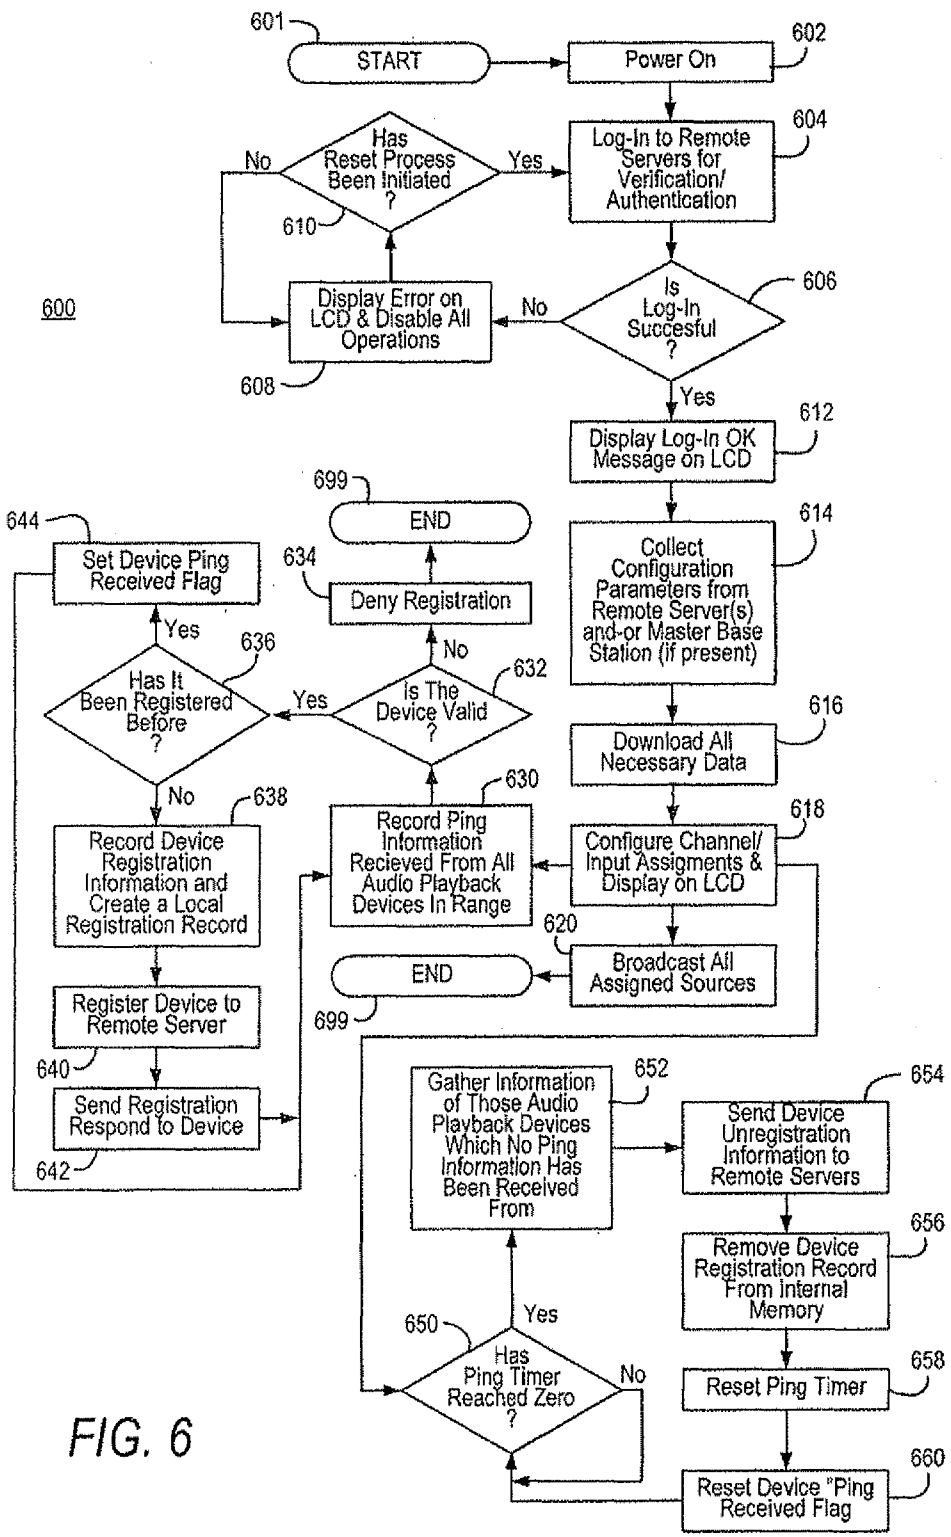 601
START
602
Power On
604
Log-In to Remote
Servers for
Verification/
Authentication
Has
Reset Process
Been Initiated
?
No
Yes
610
600
Display Error on
LCD & Disable All
Operations
608
No
Is
Log-In
Succesful
?
606
Yes
612
Display Log-In OK
Message on LCD
699
END
614
Collect
Configuration
Parameters from
Remote Server(s)
and-or Master Base
Station (if present)
644
Set Device Ping
Received Flag
634
Deny Registration
Yes
636
No
632
Has It
Been Registered
Before
?
Yes
Is The
Device Valid
?
616
Download All
Necessary Data
No
638
630
618
Record Device
Registration
Information and
Create a Local
Registration Record
Record Ping
Information
Recieved From All
Audio Playback
Devices In Range
Configure Channel/
Input Assigments &
Display on LCD
620
Broadcast All
Assigned Sources
END
699
Register Device to
Remote Server
640
Send Registration
Respond to Device
642
652
Gather Information
of Those Audio
Playback Devices
Which No Ping
Information Has
Been Received
From
654
Send Device
Unregistration
Information to
Remote Servers
656
Remove Device
Registration Record
From Internal
Memory
Yes
650
Has
Ping Timer
Reached Zero
?
No
658
Reset Ping Timer
660
Reset Device "Ping
Received Flag
FIG. 6